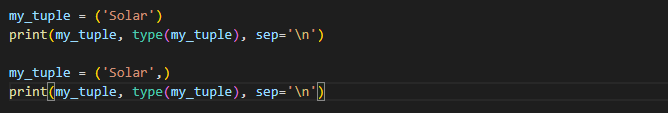 my_tuple = ('Solar')
print(my_tuple, type(my_tuple), sep='\n')
my_tuple = ('Solar',)
print(my_tuple, type(my_tuple), sep='\n')